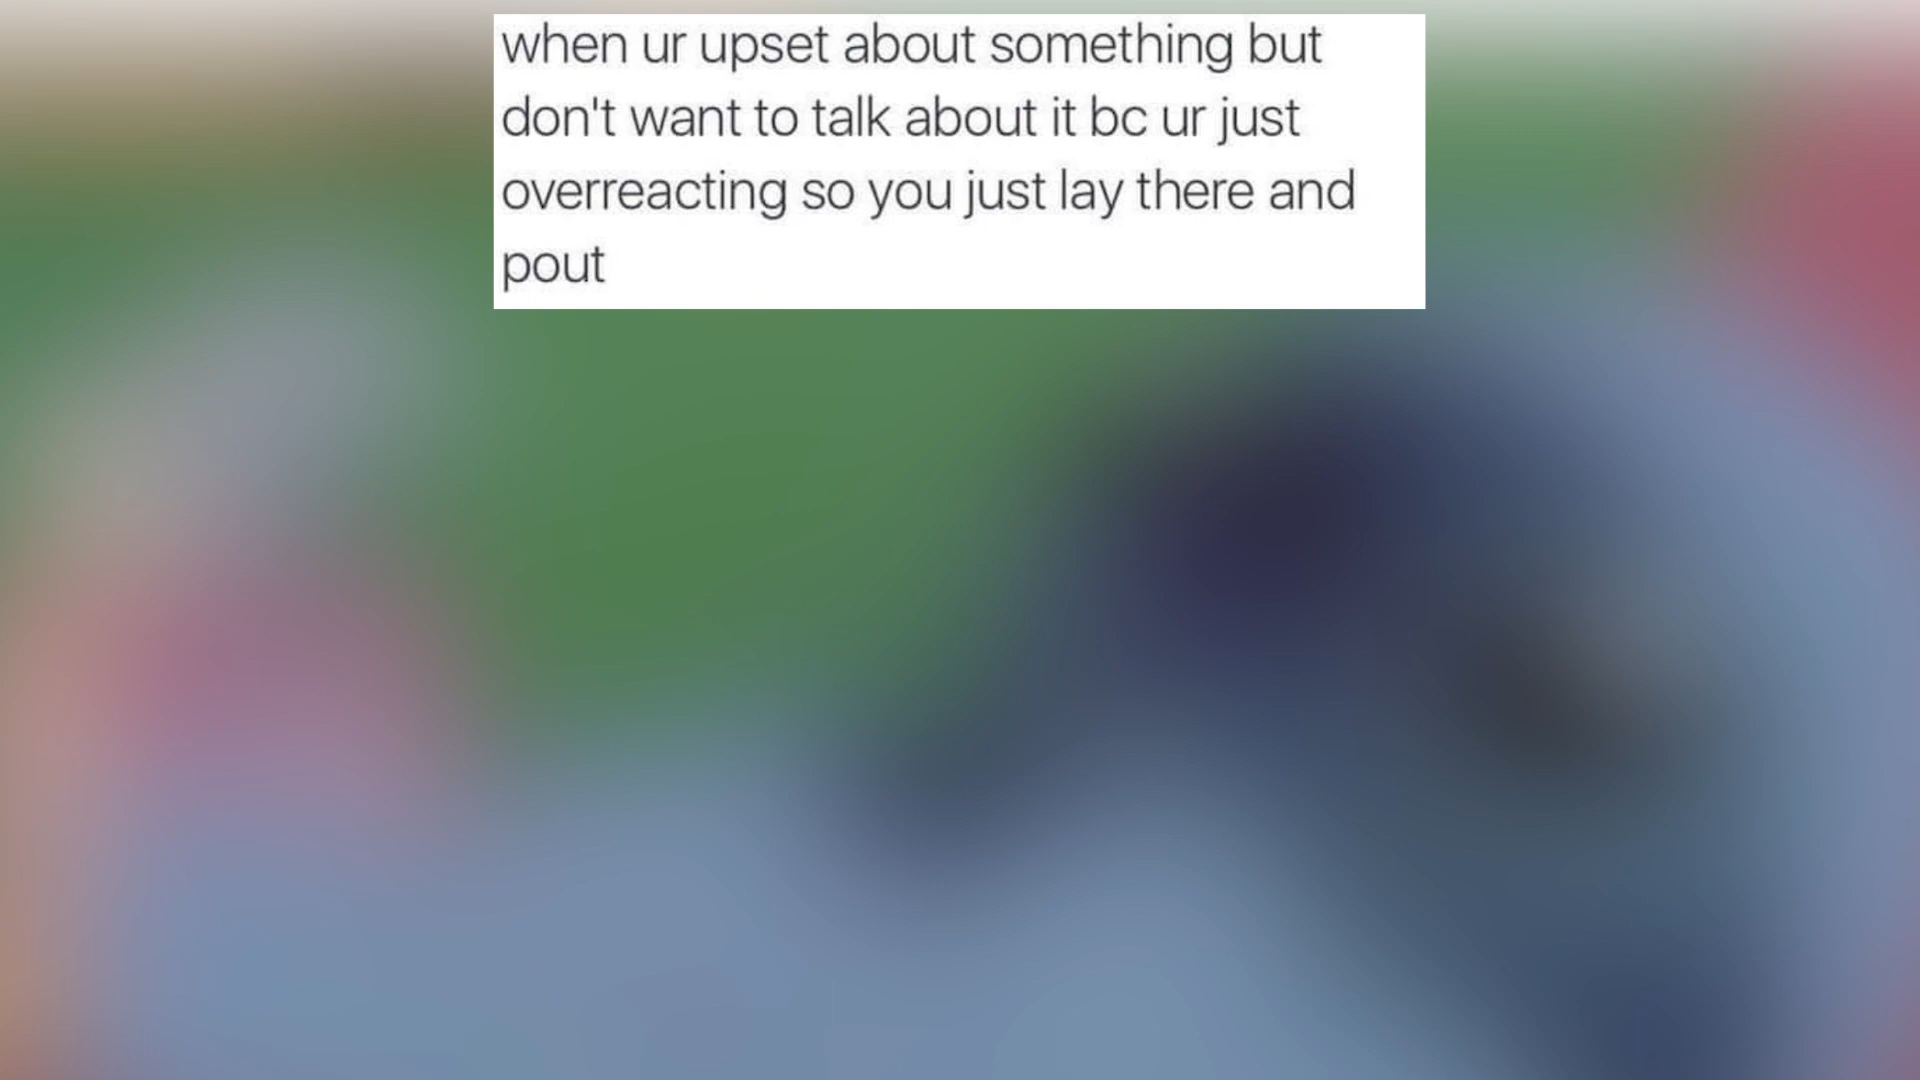 when ur upset about something but
don't want to talk about it bc ur just
overreacting so you just lay there and
pout